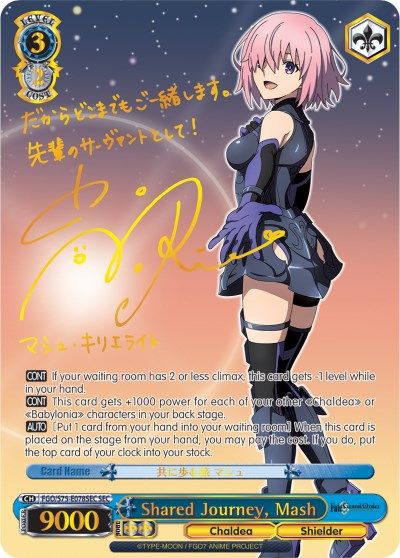 LEVEL
3
2
COST
だからどこまでもご一緒します。
先輩のサーヴァントとして！
マシュ・キリエライト
CONT If your waiting room has 2 or less climax, this card gets -1 level while
in your hand.
CONT This card gets +1000 power for each of your other «Chaldea» or
«Babylonia» characters in your back stage.
AUTO [Put 1 card from your hand into your waiting room] When this card is
placed on the stage from your hand, you may pay the cost. If you do, put
the top card of your clock into your stock.
Card Name 共に歩む旅 マシュ
CH FGO/S75-E078SEC SEC
Shared Journey, Mash
POWER 9000
Chaldea Shielder
©TYPE-MOON / FGO7 ANIME PROJECT